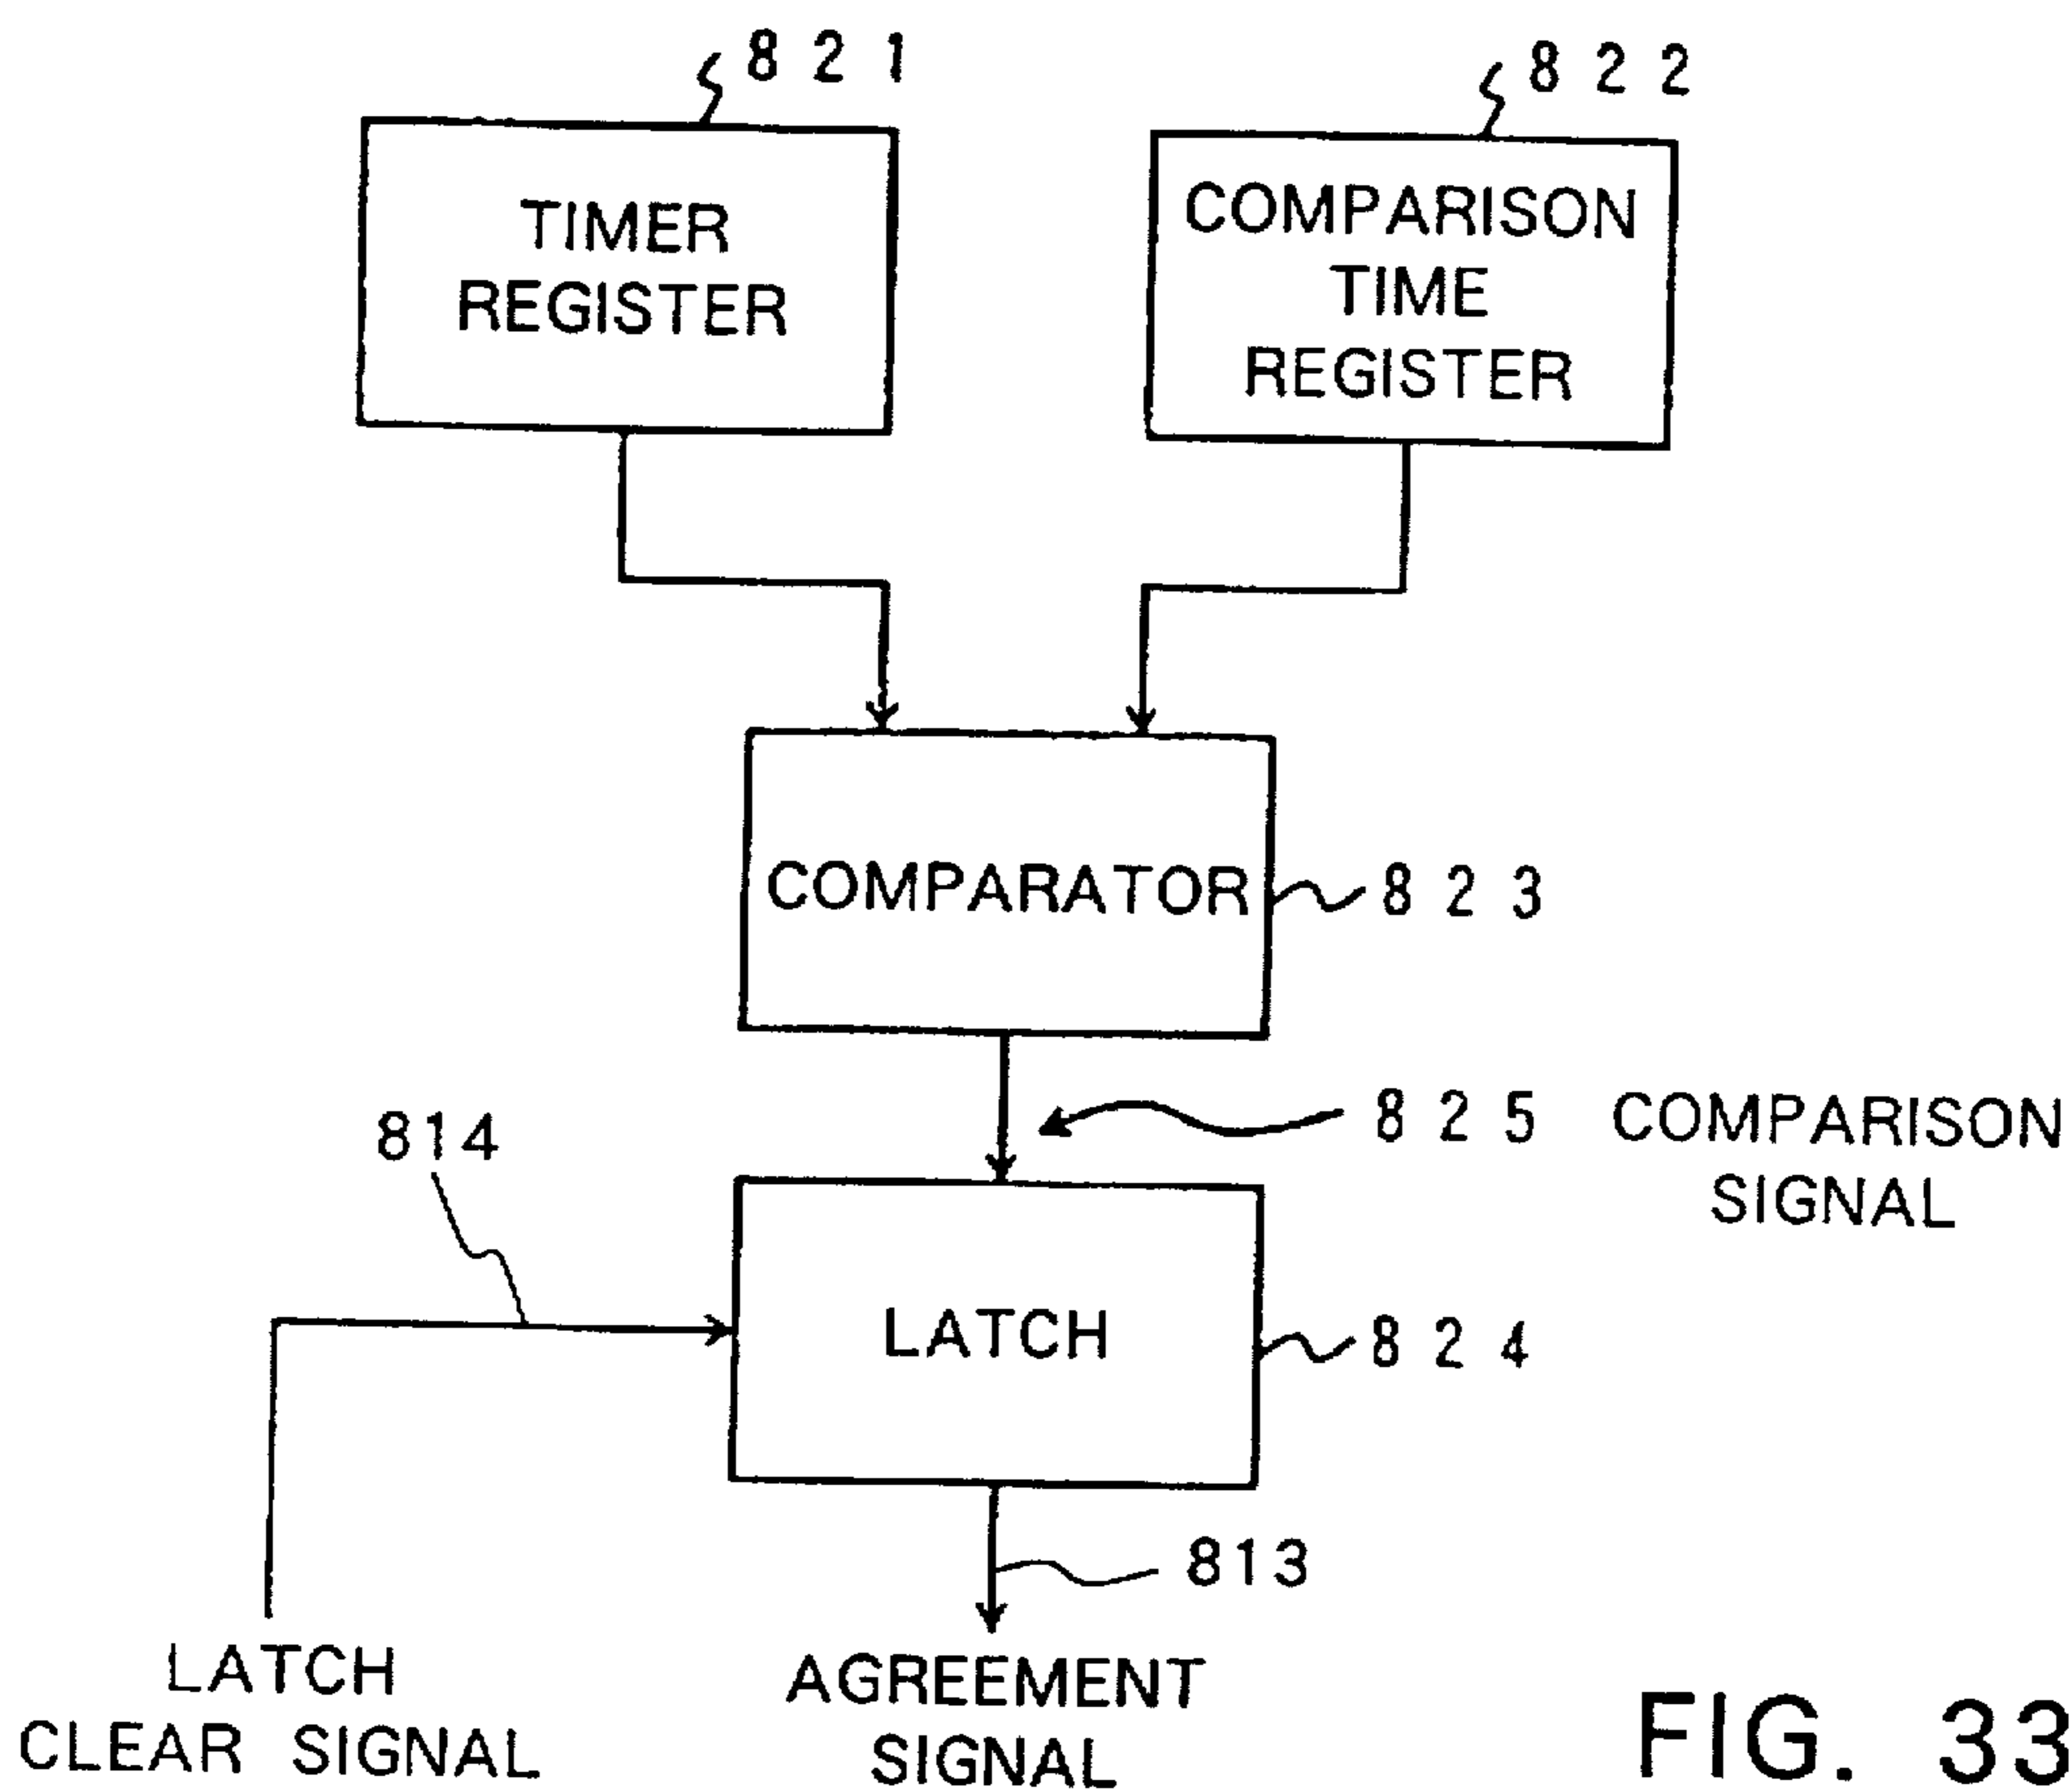 821
822
TIMER
REGISTER
COMPARISON
TIME
REGISTER
COMPARATOR
823
825 COMPARISON
SIGNAL
814
LATCH
824
813
LATCH
CLEAR SIGNAL
AGREEMENT
SIGNAL
FIG. 33